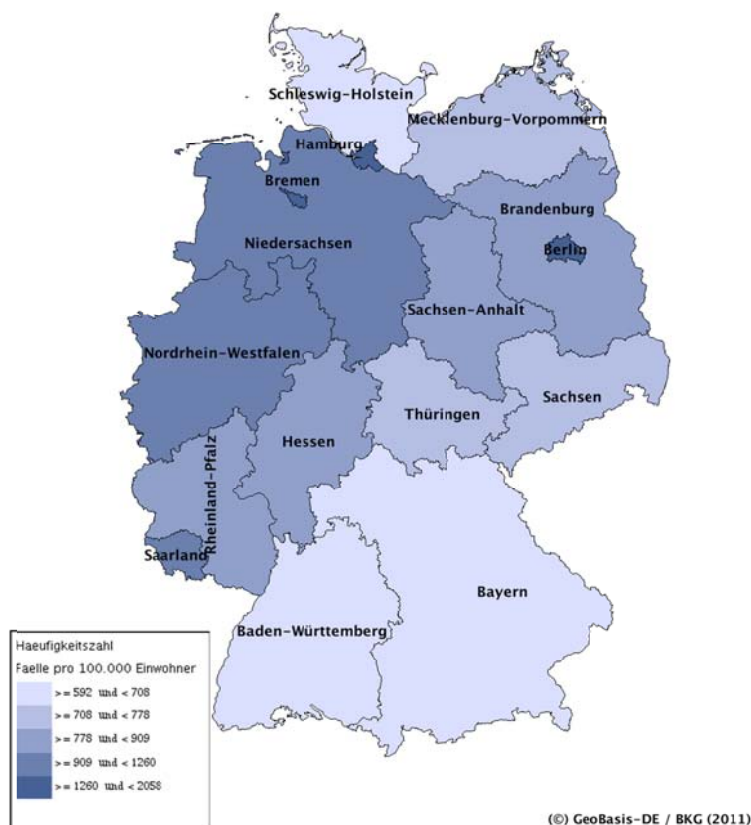 Schleswig-Holstein
Mecklenburg-Vorpommern
Hamburg
Bremen
Brandenburg
Niedersachsen
Berlin
Sachsen-Anhalt
Nordrhein-Westfalen
Sachsen
Thüringen
Hessen
Rheinland-Pfalz
Saarland
Bayern
Baden-Württemberg
Haeufigkeitszahl
Faelle pro 100.000 Einwohner
>= 592 und < 708
>= 708 und < 778
>= 778 und < 909
>= 909 und < 1260
>= 1260 und < 2058
(©) GeoBasis-DE / BKG (2011)